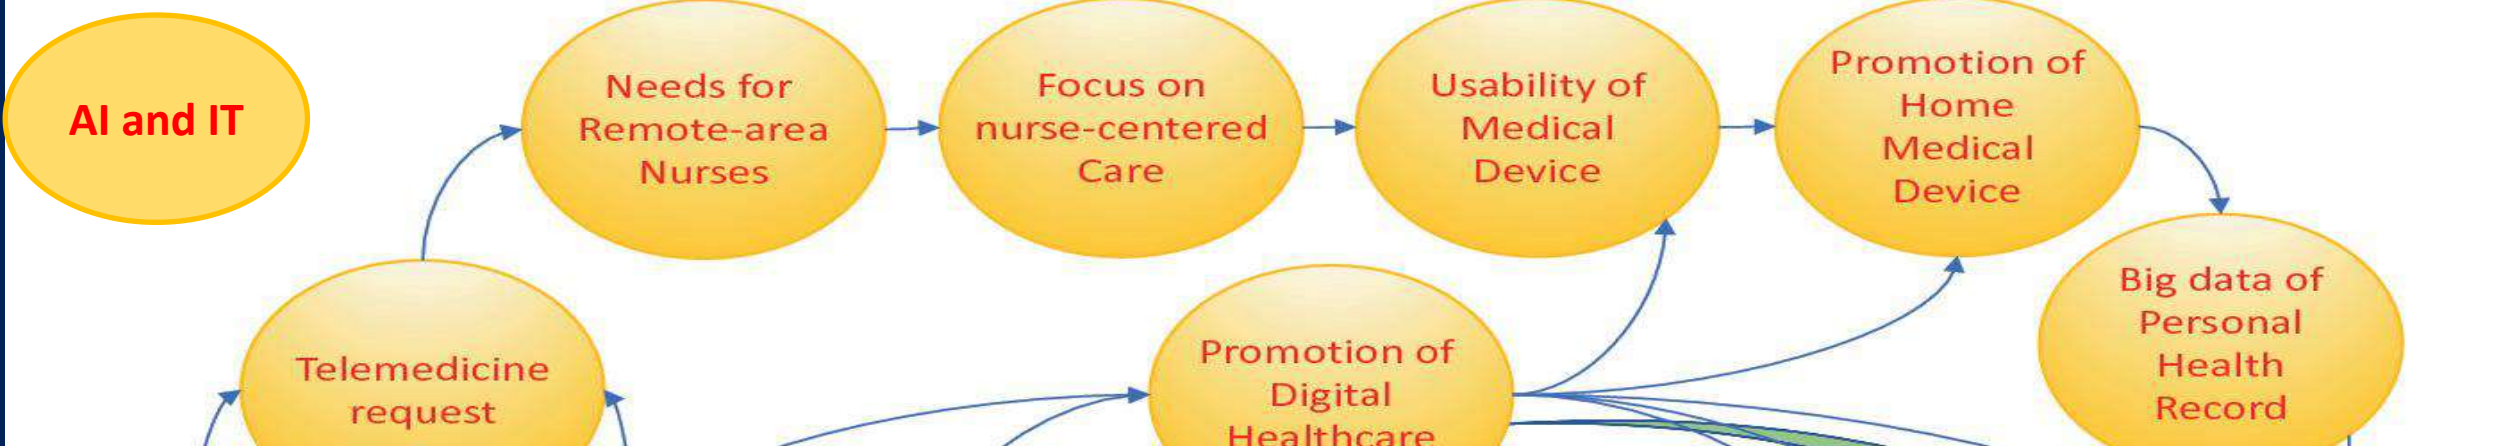 AI and IT
Needs for
Remote-area
Nurses
Focus on
nurse-centered
Care
Usability of
Medical
Device
Promotion of
Home
Medical
Device
Big data of
Personal
Health
Record
Telemedicine
request
Promotion of
Digital
Healthcare